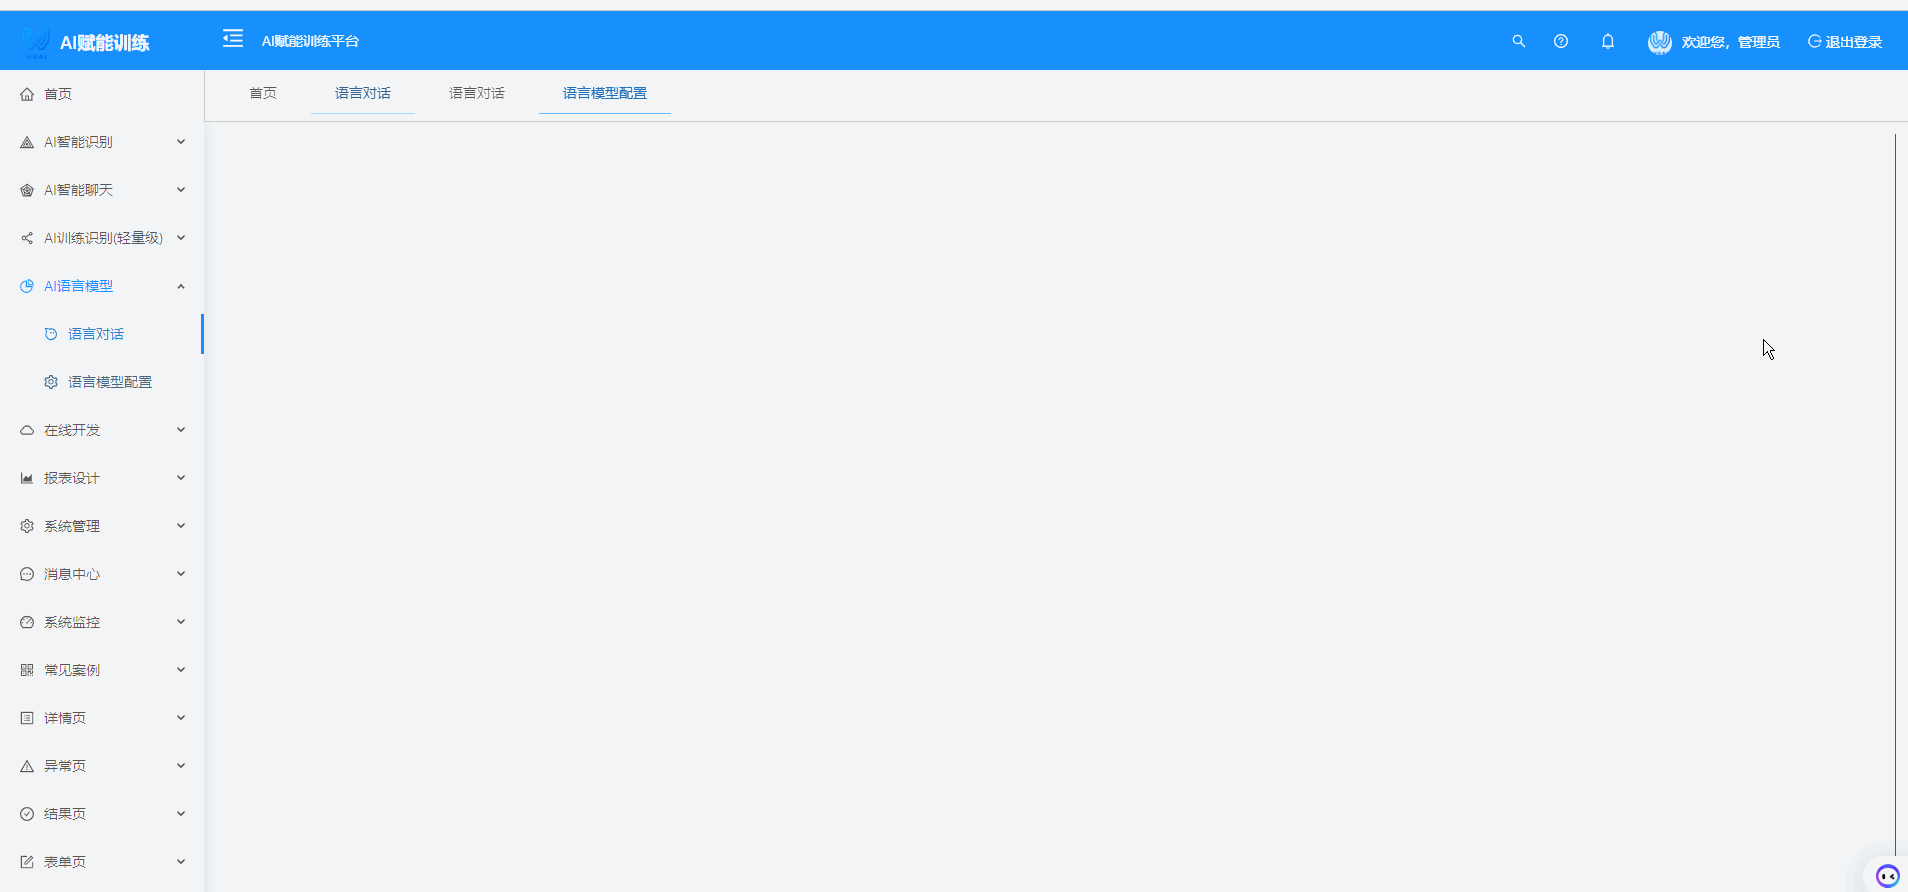 AI赋能训练
AI赋能训练平台
欢迎您，管理员
退出登录
首页
语言对话
语言对话
语言模型配置
首页
AI智能识别
AI智能聊天
AI训练识别(轻量级)
AI语言模型
语言对话
语言模型配置
在线开发
报表设计
系统管理
消息中心
系统监控
常见案例
详情页
异常页
结果页
表单页